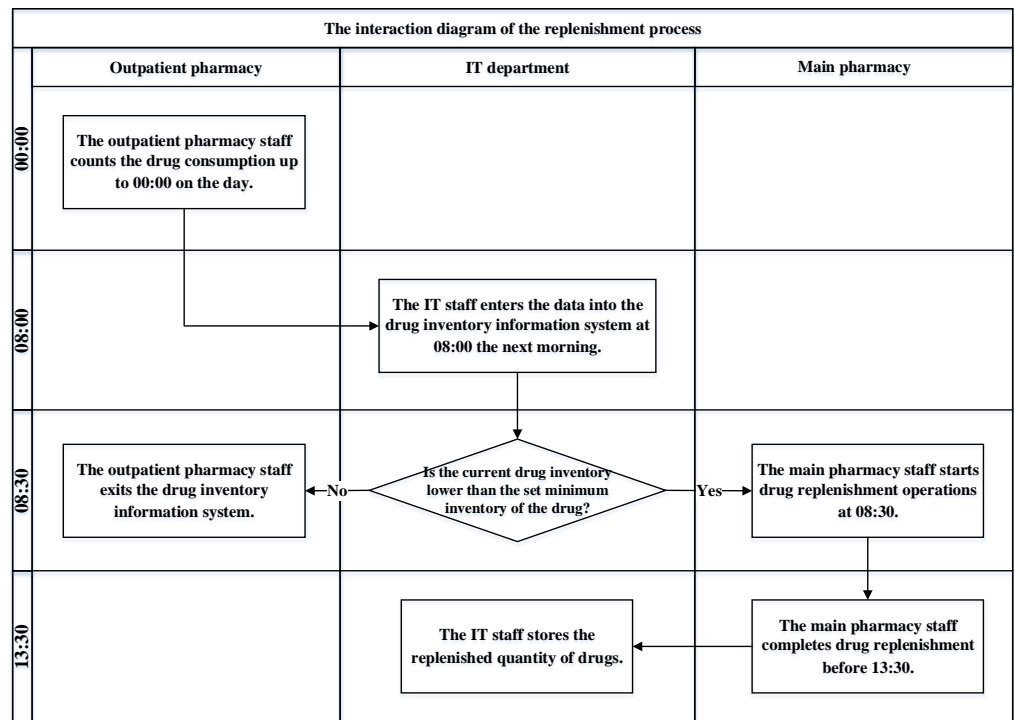 The interaction diagram of the replenishment process
Outpatient pharmacy
IT department
Main pharmacy
00:00
The outpatient pharmacy staff
counts the drug consumption up
to 00:00 on the day.
08:00
The IT staff enters the data into the
drug inventory information system at
08:00 the next morning.
08:30
The outpatient pharmacy staff
exits the drug inventory
information system.
No
Is the current drug inventory
lower than the set minimum
inventory of the drug?
Yes
The main pharmacy staff starts
drug replenishment operations
at 08:30.
13:30
The IT staff stores the
replenished quantity of drugs.
The main pharmacy staff
completes drug replenishment
before 13:30.